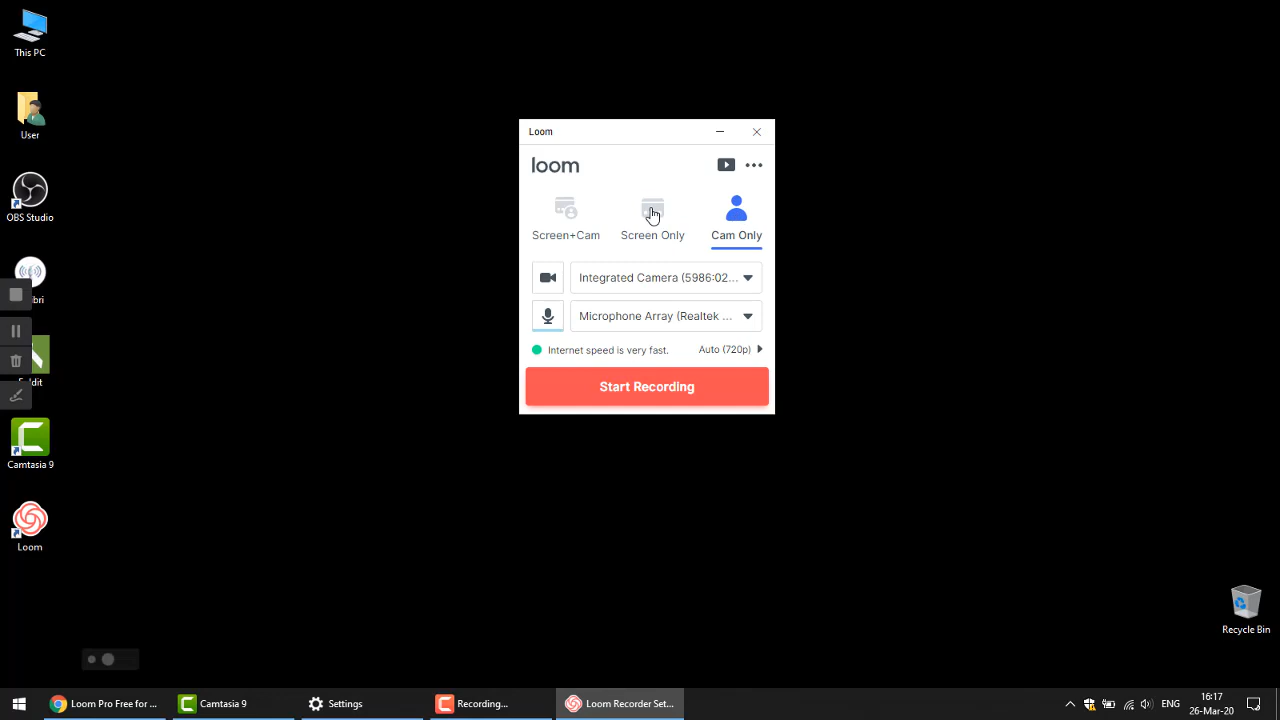 This PC
User
OBS Studio
Camtasia 9
Loom
Loom
loom
Screen+Cam
Screen Only
Cam Only
Integrated Camera (5986:02...
Microphone Array (Realtek ...
Internet speed is very fast.
Auto (720p)
Start Recording
Recycle Bin
Loom Pro Free for ...
Camtasia 9
Settings
Recording...
Loom Recorder Set...
ENG
16:17
26-Mar-20